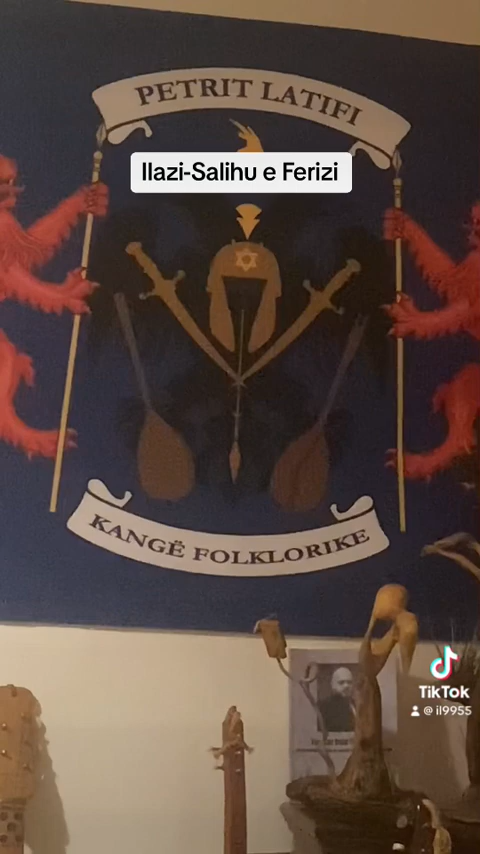 PETRIT LATIFI
Ilazi-Salihu e Ferizi
KANGË FOLKLORIKE
TikTok
@il9955